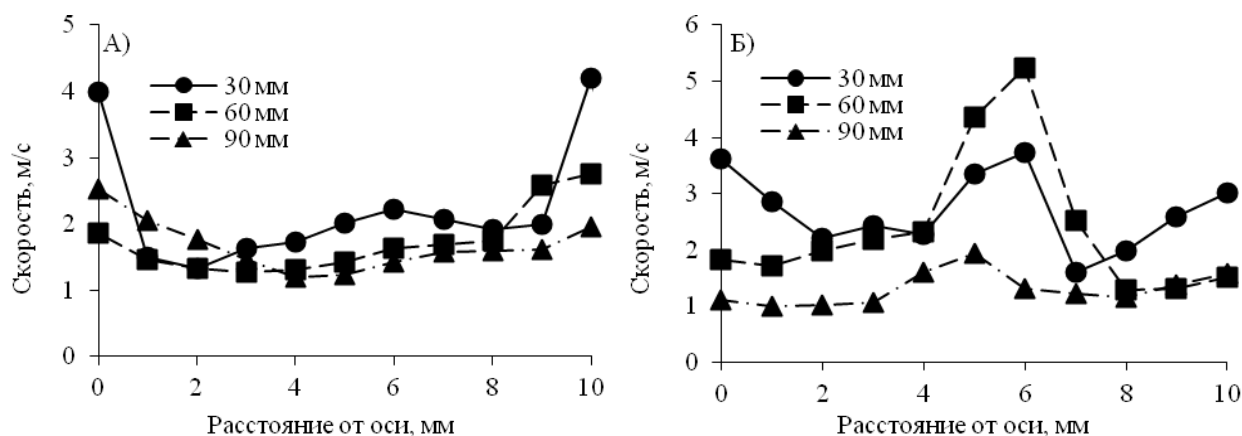 А)
30 мм
60 мм
90 мм
Скорость, м/с
5
4
3
2
1
0
0 2 4 6 8 10
Расстояние от оси, мм
Б)
30 мм
60 мм
90 мм
Скорость, м/с
6
5
4
3
2
1
0
0 2 4 6 8 10
Расстояние от оси, мм